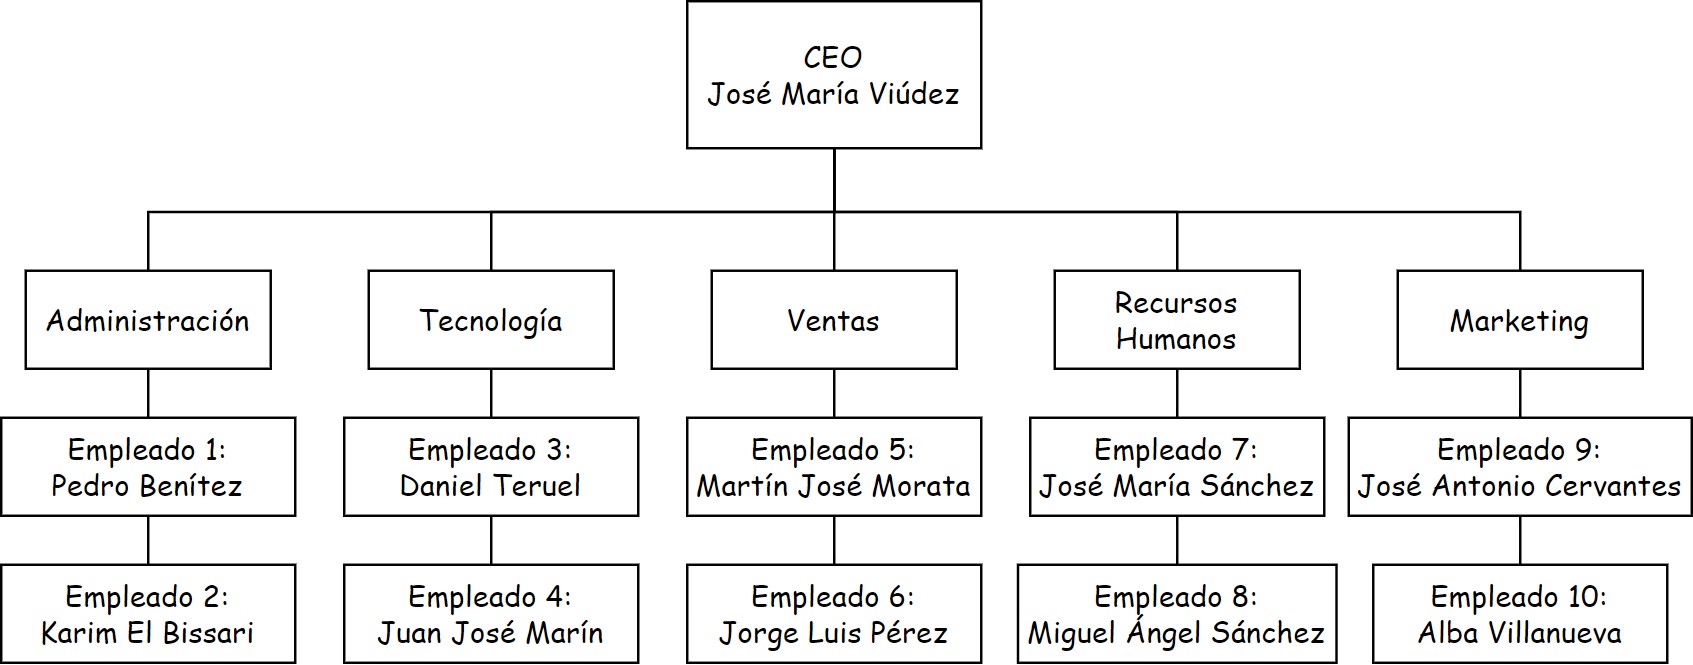 CEO
José María Viúdez
Administración
Tecnología
Ventas
Recursos
Humanos
Marketing
Empleado 1:
Pedro Benítez
Empleado 3:
Daniel Teruel
Empleado 5:
Martín José Morata
Empleado 7:
José María Sánchez
Empleado 9:
José Antonio Cervantes
Empleado 2:
Karim El Bissari
Empleado 4:
Juan José Marín
Empleado 6:
Jorge Luis Pérez
Empleado 8:
Miguel Ángel Sánchez
Empleado 10:
Alba Villanueva